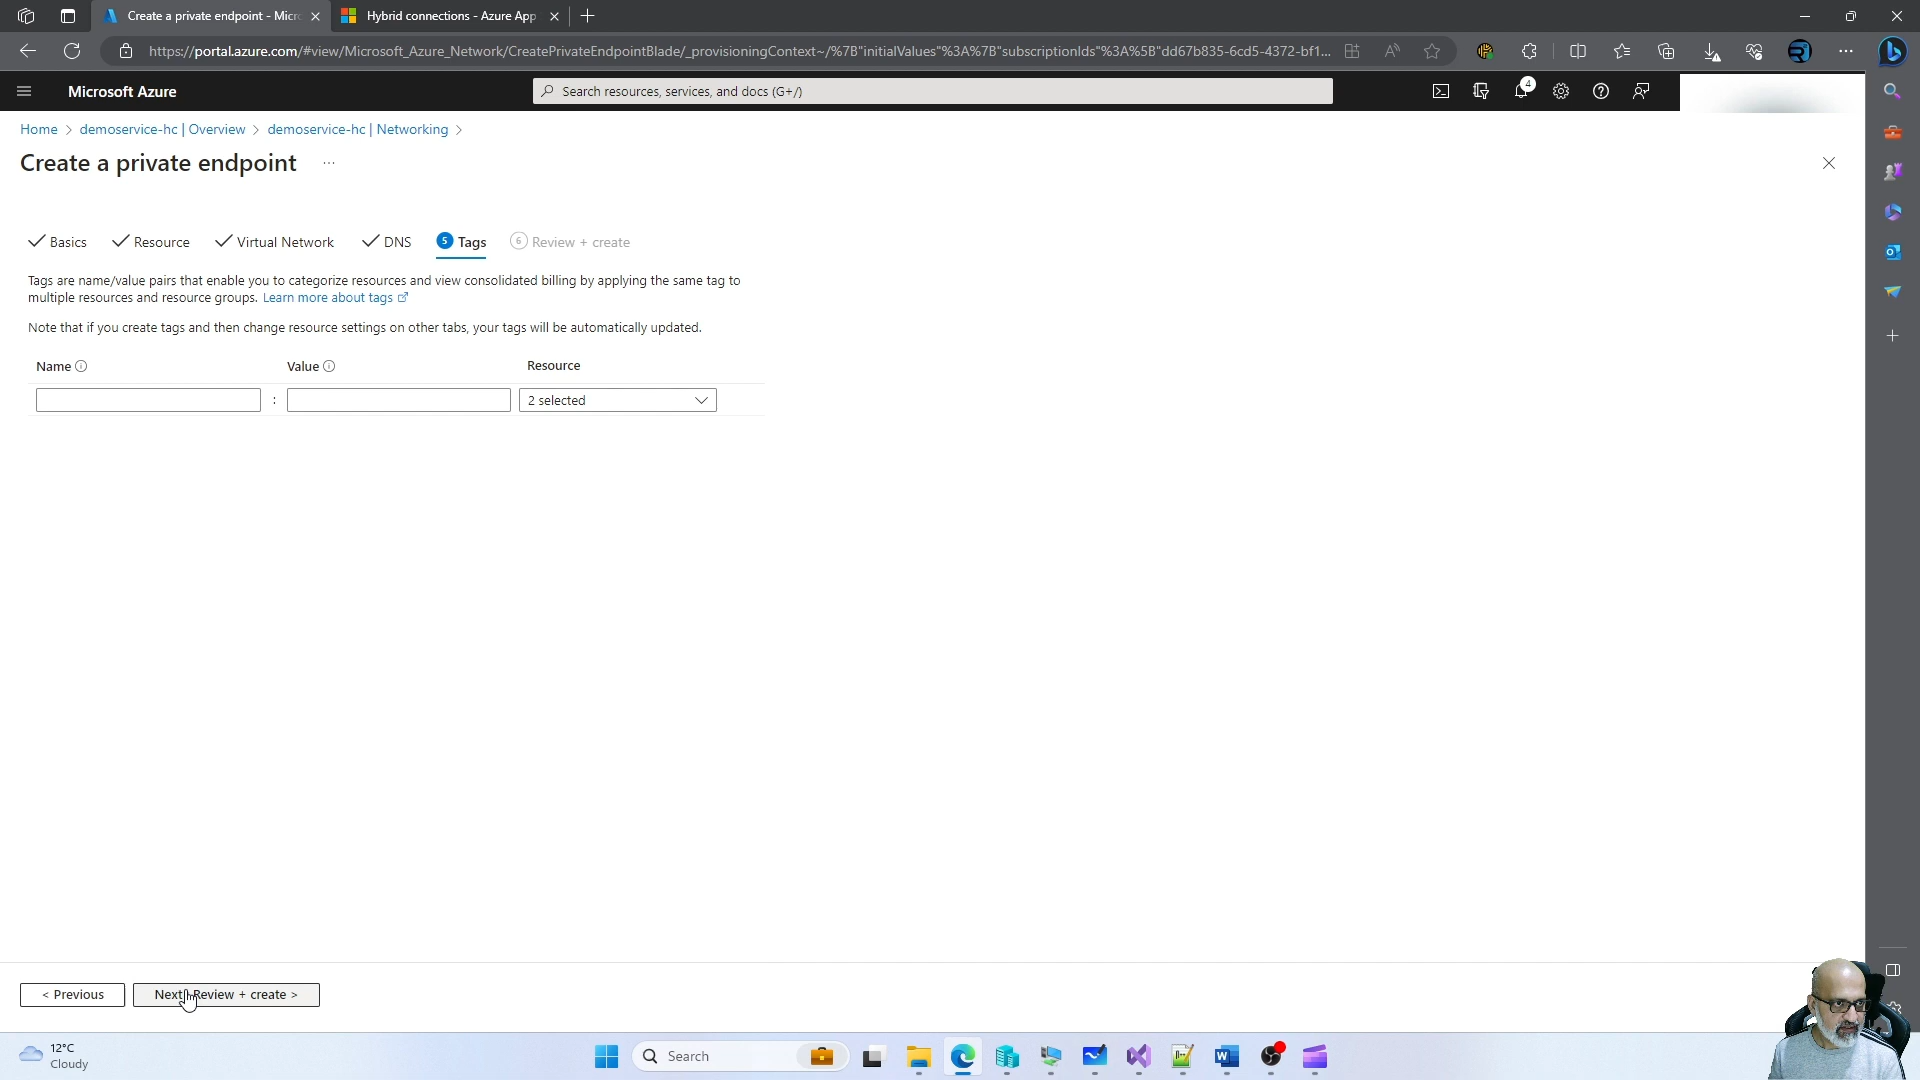 Create a private endpoint - Micr
Hybrid connections - Azure App
https://portal.azure.com/#view/Microsoft_Azure_Network/CreatePrivateEndpointBlade/_provisioningContext~/%7B"initialValues"%3A%7B"subscriptionIds"%3A%5B"dd67b835-6cd5-4372-bf1...
Microsoft Azure
Search resources, services, and docs (G+/)
4
Home > demoservice-hc | Overview > demoservice-hc | Networking >
Create a private endpoint ...
Basics Resource Virtual Network DNS 5 Tags 6 Review + create
Tags are name/value pairs that enable you to categorize resources and view consolidated billing by applying the same tag to
multiple resources and resource groups. Learn more about tags
Note that if you create tags and then change resource settings on other tabs, your tags will be automatically updated.
Name Value Resource
: 2 selected
< Previous Next : Review + create >
12°C
Cloudy
Search